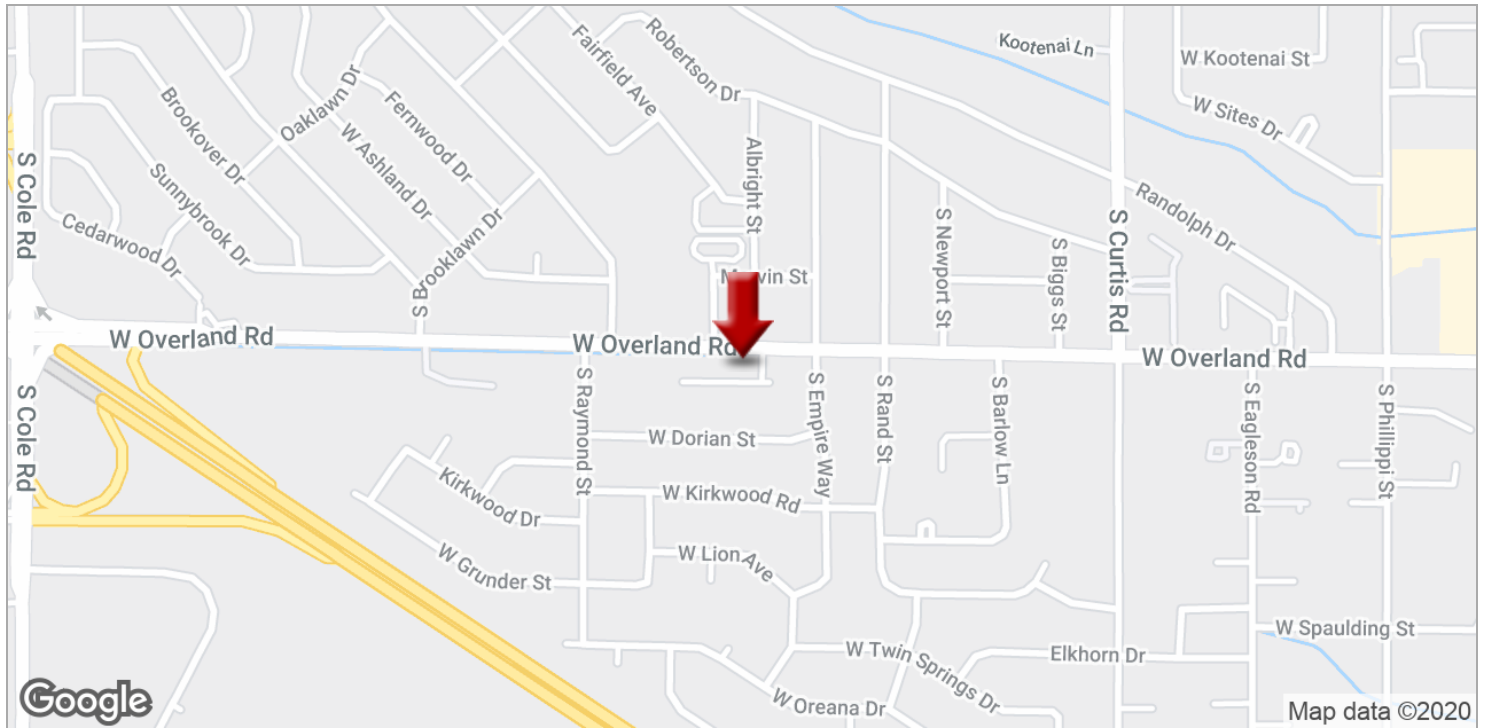 Kootenai Ln
W Kootenai St
Robertson Dr
Fairfield Ave
Oaklawn Dr
Brookover Dr
Fernwood Dr
W Ashland Dr
W Sites Dr
S Cole Rd
Sunnybrook Dr
Cedarwood Dr
S Brooklawn Dr
Albright St
Randolph Dr
S Newport St
S Biggs St
S Curtis Rd
W Overland Rd
W Overland Rd
W Overland Rd
S Cole Rd
S Raymond St
S Empire Way
S Rand St
S Barlow Ln
S Eagleson Rd
S Phillippi St
W Dorian St
Kirkwood Dr
W Kirkwood Rd
W Grunder St
W Lion Ave
W Twin Springs Dr
Elkhorn Dr
W Spaulding St
W Oreana Dr
Google
Map data ©2020